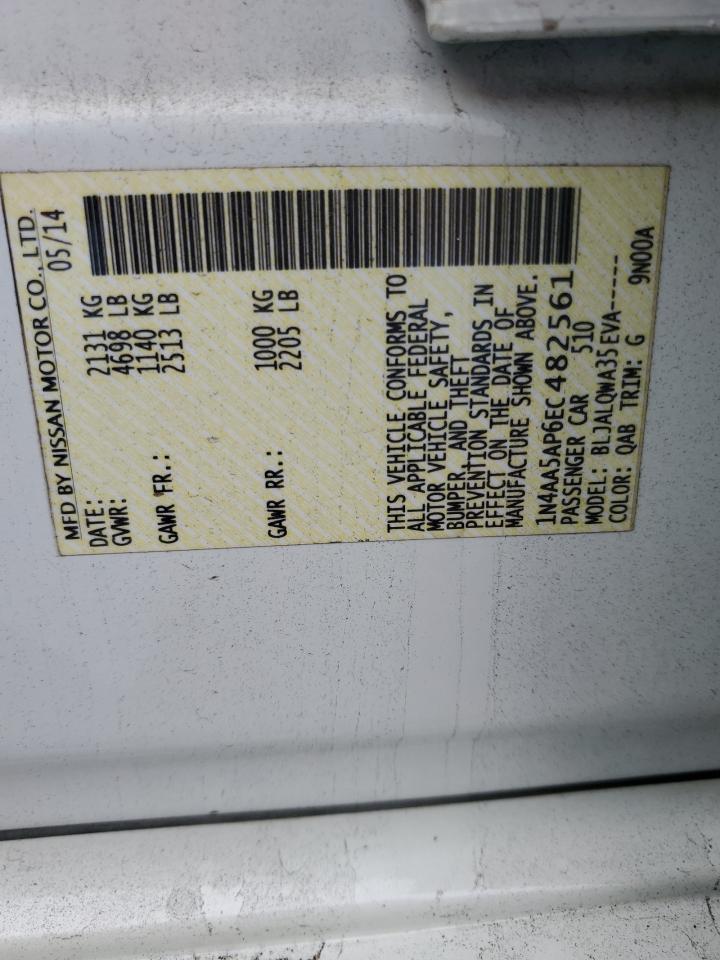 MFD BY NISSAN MOTOR CO., LTD.
DATE: 05/14
GVWR: 2131 KG
4698 LB
GAWR FR.: 1140 KG
2513 LB
GAWR RR.: 1000 KG
2205 LB
THIS VEHICLE CONFORMS TO
ALL APPLICABLE FEDERAL
MOTOR VEHICLE SAFETY,
BUMPER, AND THEFT
PREVENTION STANDARDS IN
EFFECT ON THE DATE OF
MANUFACTURE SHOWN ABOVE.
1N4AA5AP6EC482561
PASSENGER CAR 510
MODEL: BLJALQWA35EVA-----
COLOR: QAB TRIM: G 9N00A